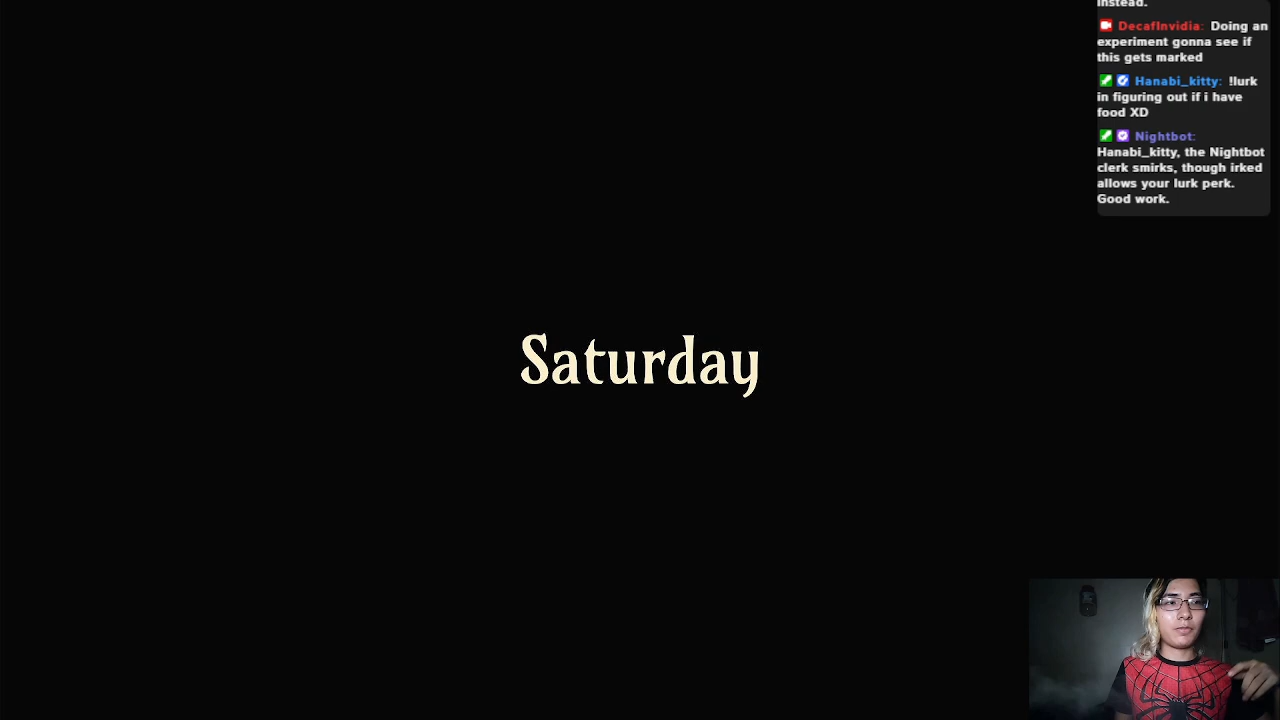 instead.
DecafInvidia: Doing an
experiment gonna see if
this gets marked
Hanabi_kitty: !lurk
in figuring out if i have
food XD
Nightbot:
Hanabi_kitty, the Nightbot
clerk smirks, though irked
allows your lurk perk.
Good work.
Saturday